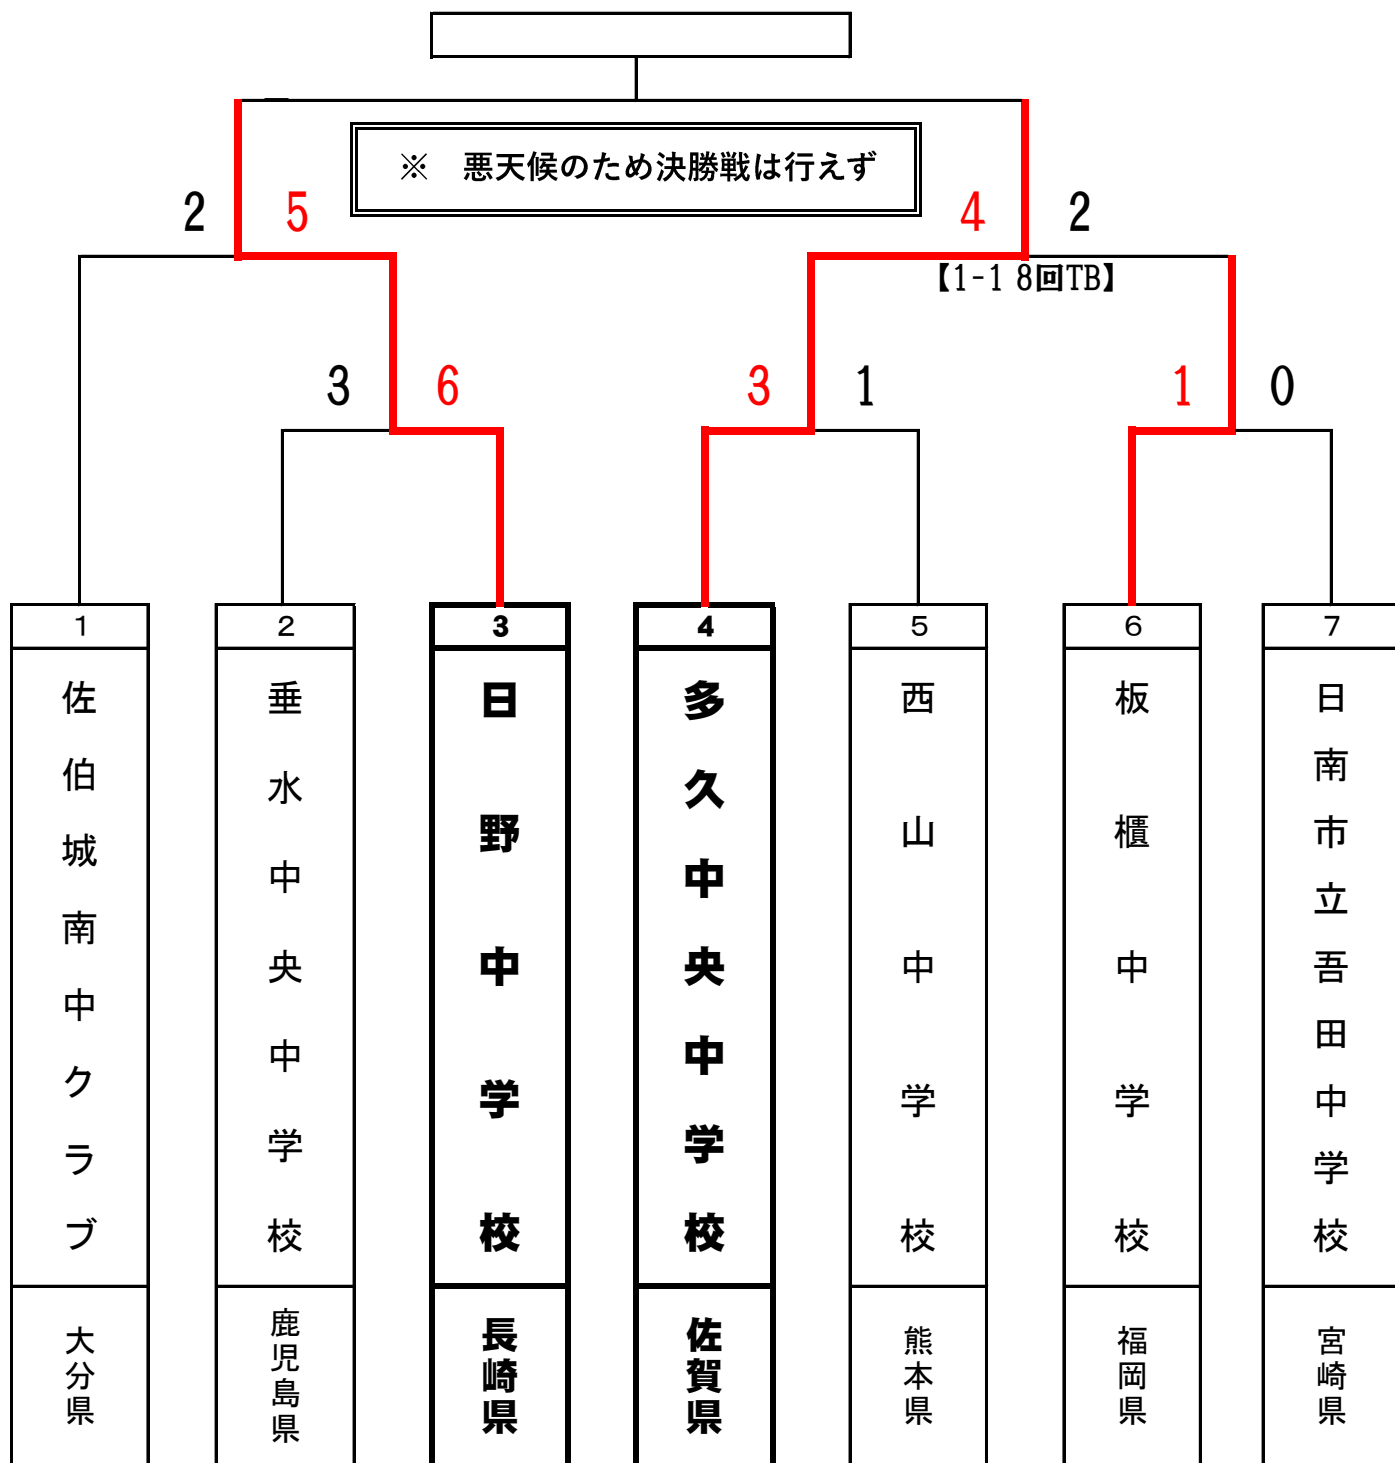 ※　悪天候のため決勝戦は行えず
2 5 4 2
【1-1 8回TB】
3 6 3 1 1 0
1 2 3 4 5 6 7
佐伯城南中クラブ
垂水中央中学校
日野中学校
多久中央中学校
西山中学校
板櫃中学校
日南市立吾田中学校
大分県
鹿児島県
長崎県
佐賀県
熊本県
福岡県
宮崎県